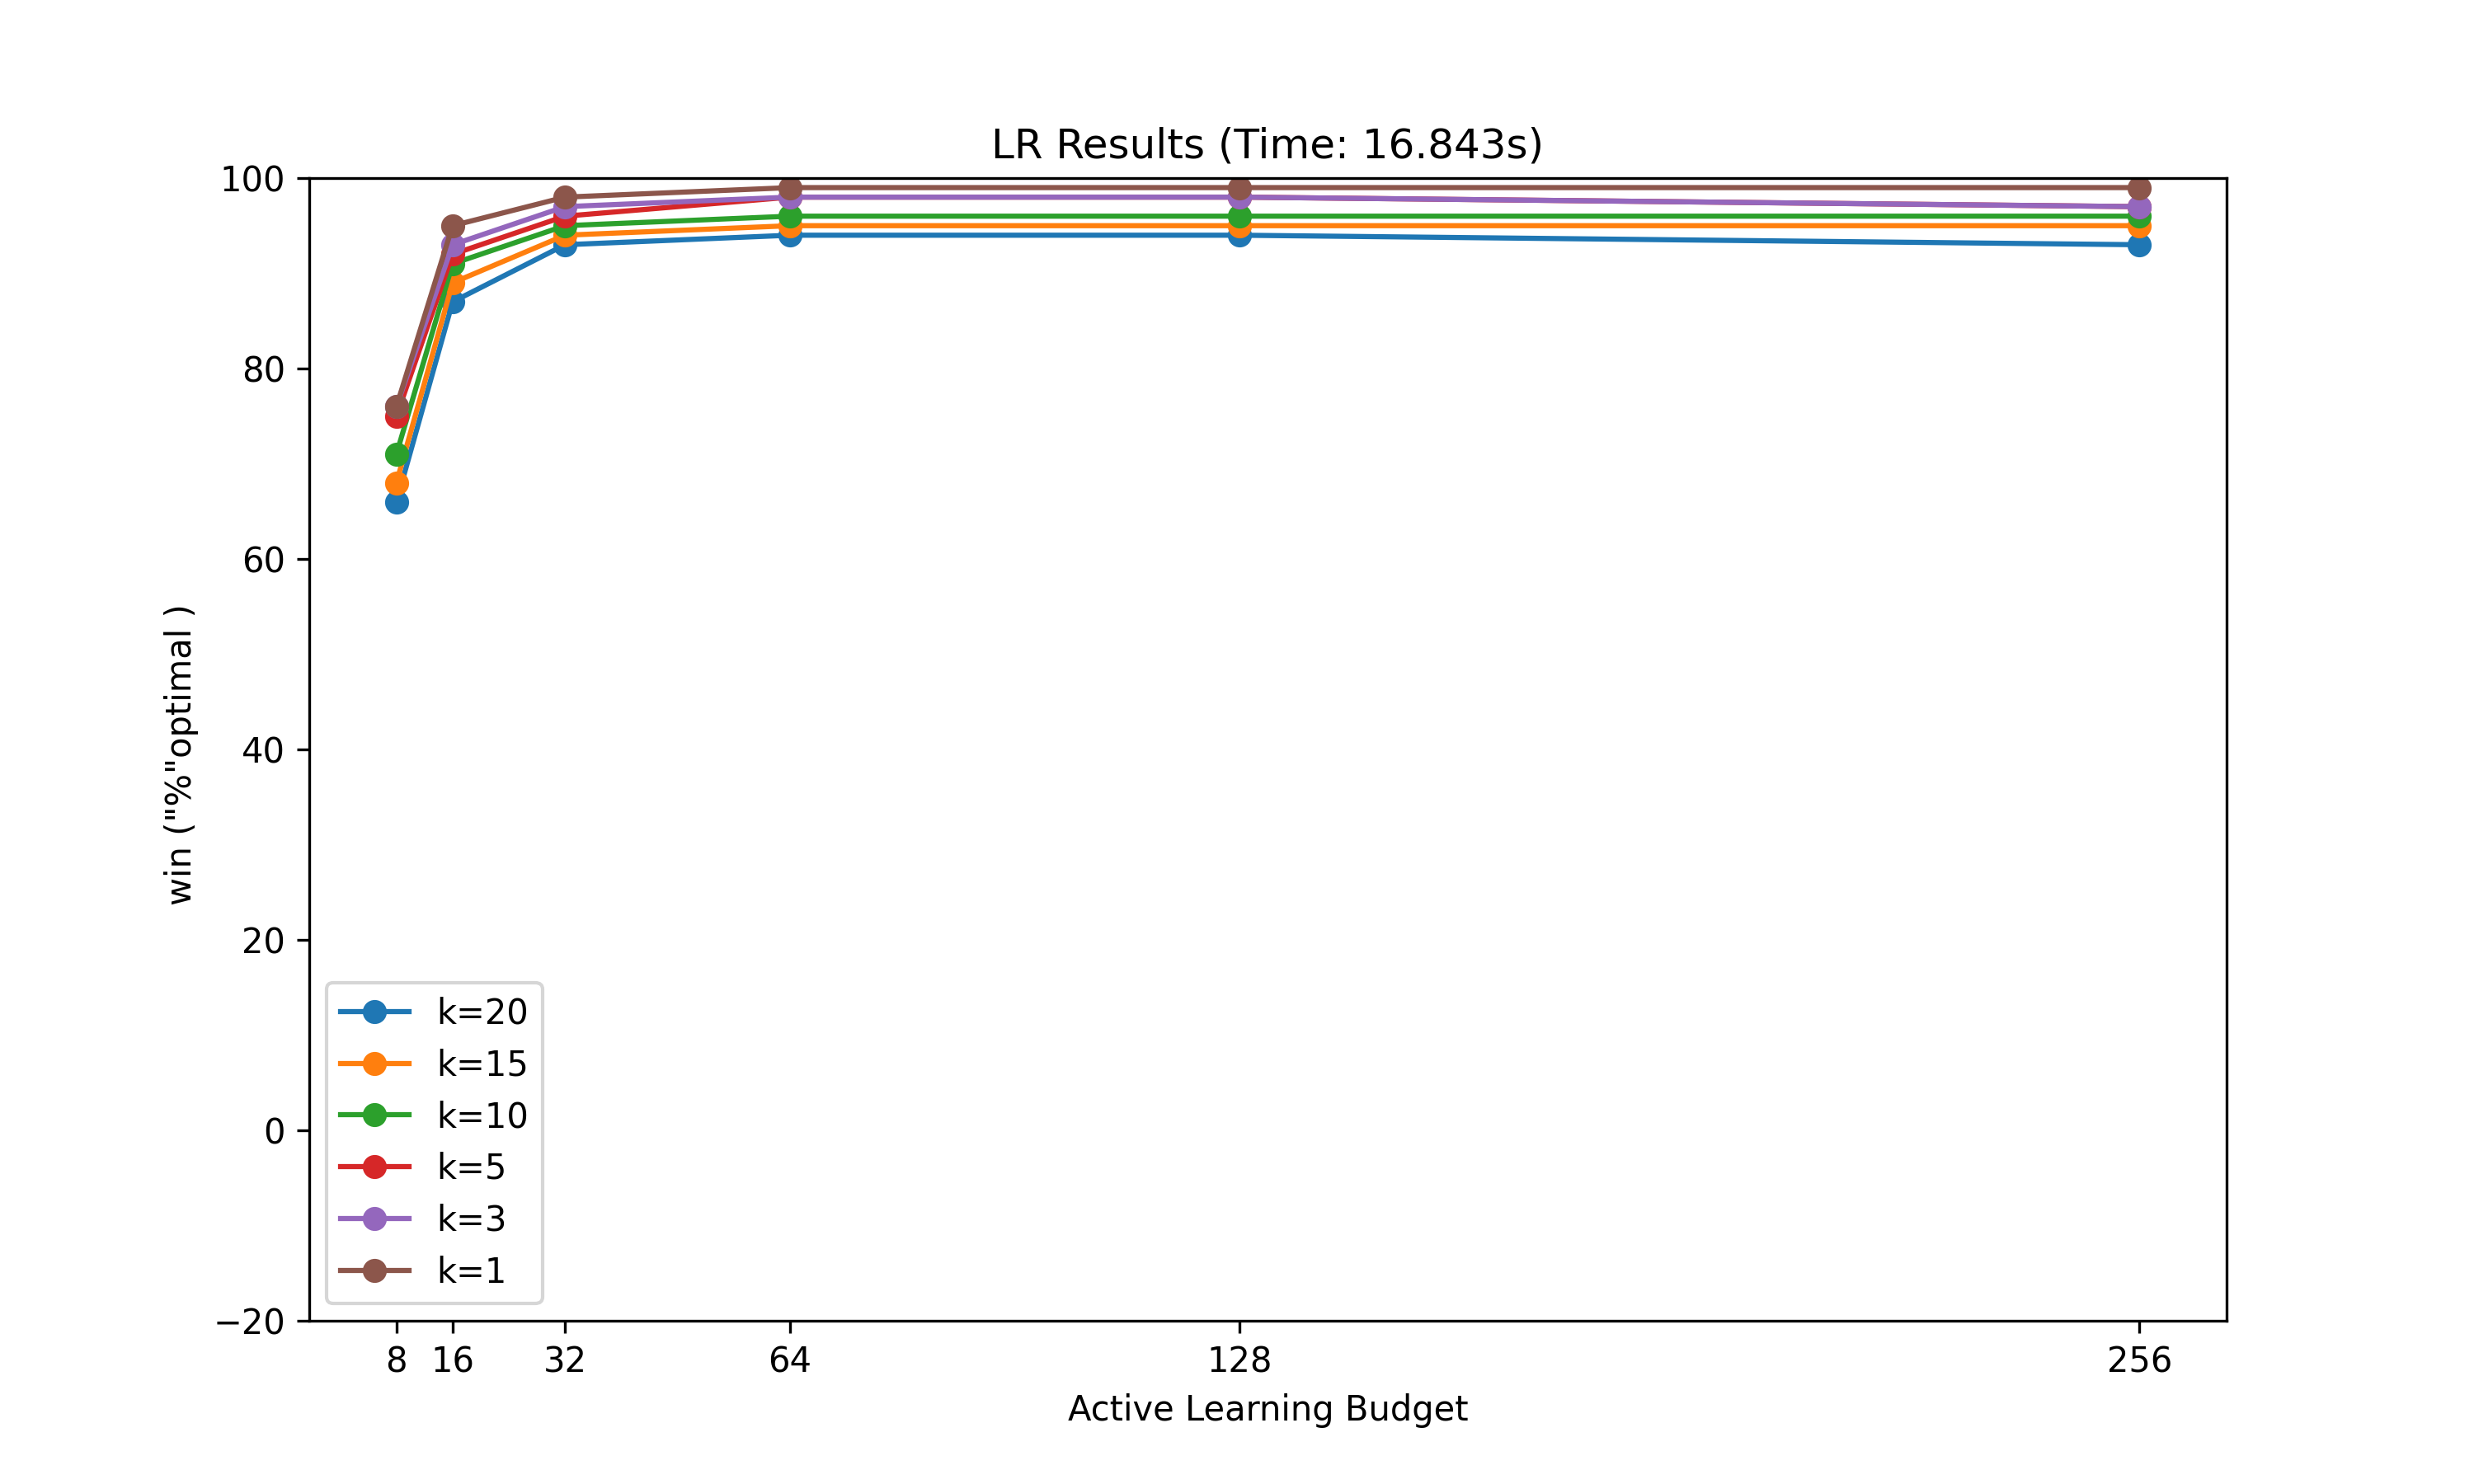 LR Results (Time: 16.843s)
100
80
60
40
20
0
−20
win ("%"optimal )
k=20
k=15
k=10
k=5
k=3
k=1
8 16 32 64 128 256
Active Learning Budget